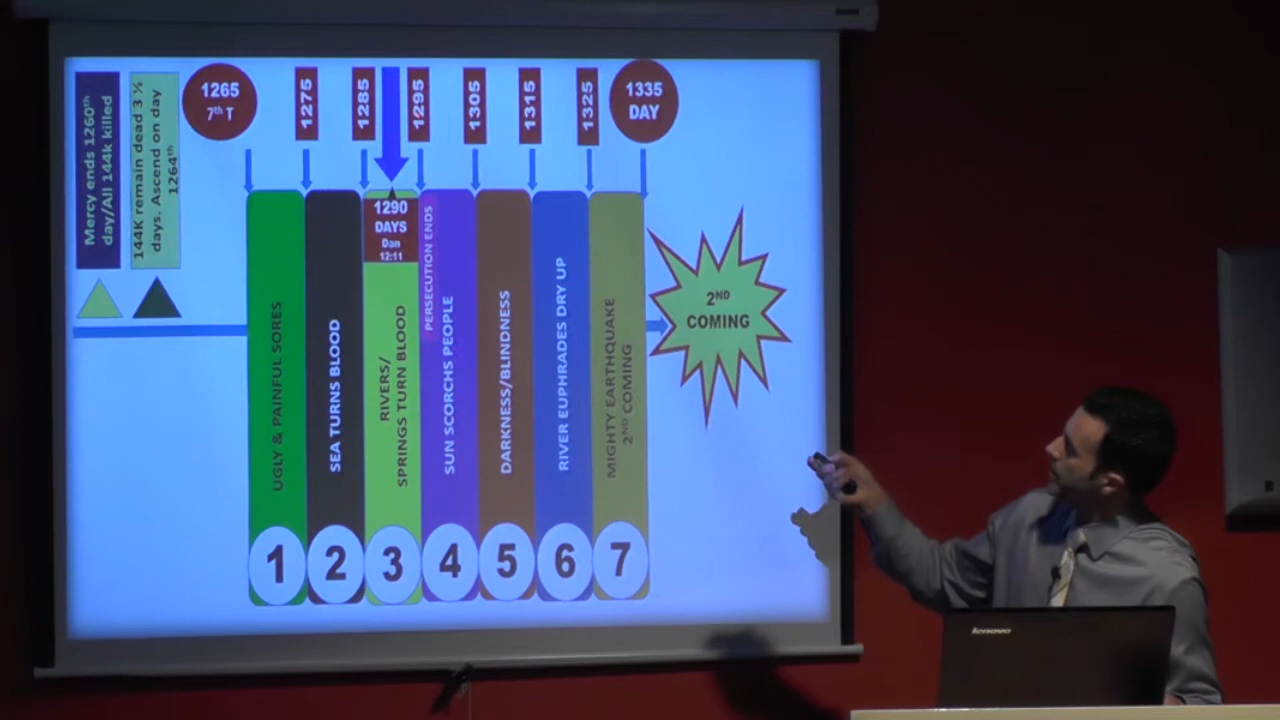 Mercy ends 1260th
day/All 144k killed
144K remain dead 3 ½
days. Ascend on day
1264th
1265
7th T
1275
1285
1295
1305
1315
1325
1335
DAY
1290
DAYS
Dan
12:11
UGLY & PAINFUL SORES
SEA TURNS BLOOD
RIVERS/
SPRINGS TURN BLOOD
PERSECUTION ENDS
SUN SCORCHS PEOPLE
DARKNESS/BLINDNESS
RIVER EUPHRADES DRY UP
MIGHTY EARTHQUAKE
2ND COMING
2ND
COMING
1
2
3
4
5
6
7
lenovo